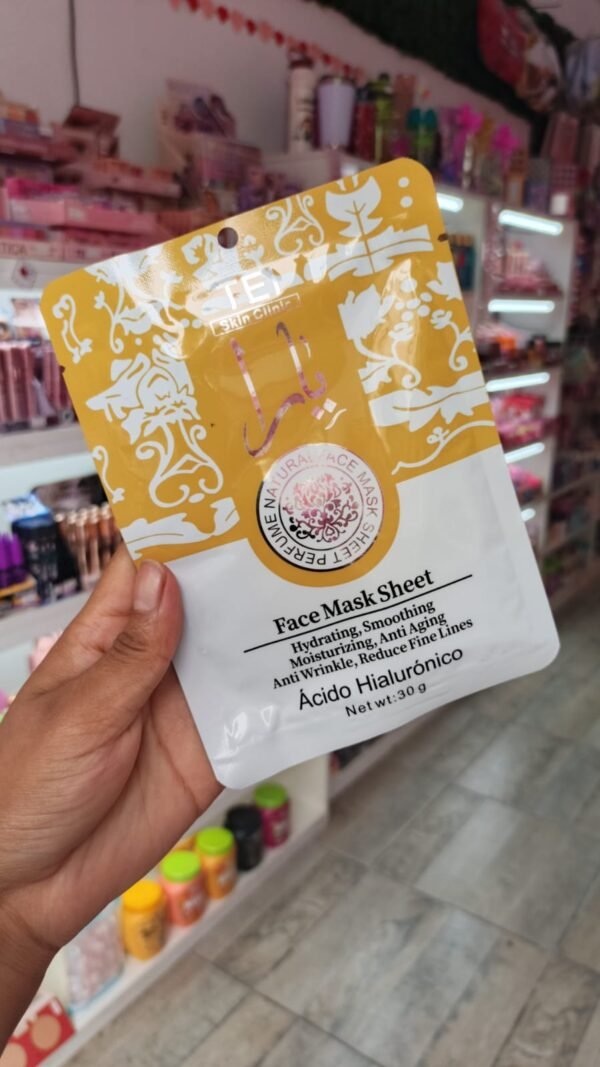 TEI
Skin Clinic
يارا
NATURAL FACE MASK SHEET PERFUME
Face Mask Sheet
Hydrating, Smoothing
Moisturizing, Anti Aging
Anti Wrinkle, Reduce Fine Lines
Ácido Hialurónico
Net wt:30 g